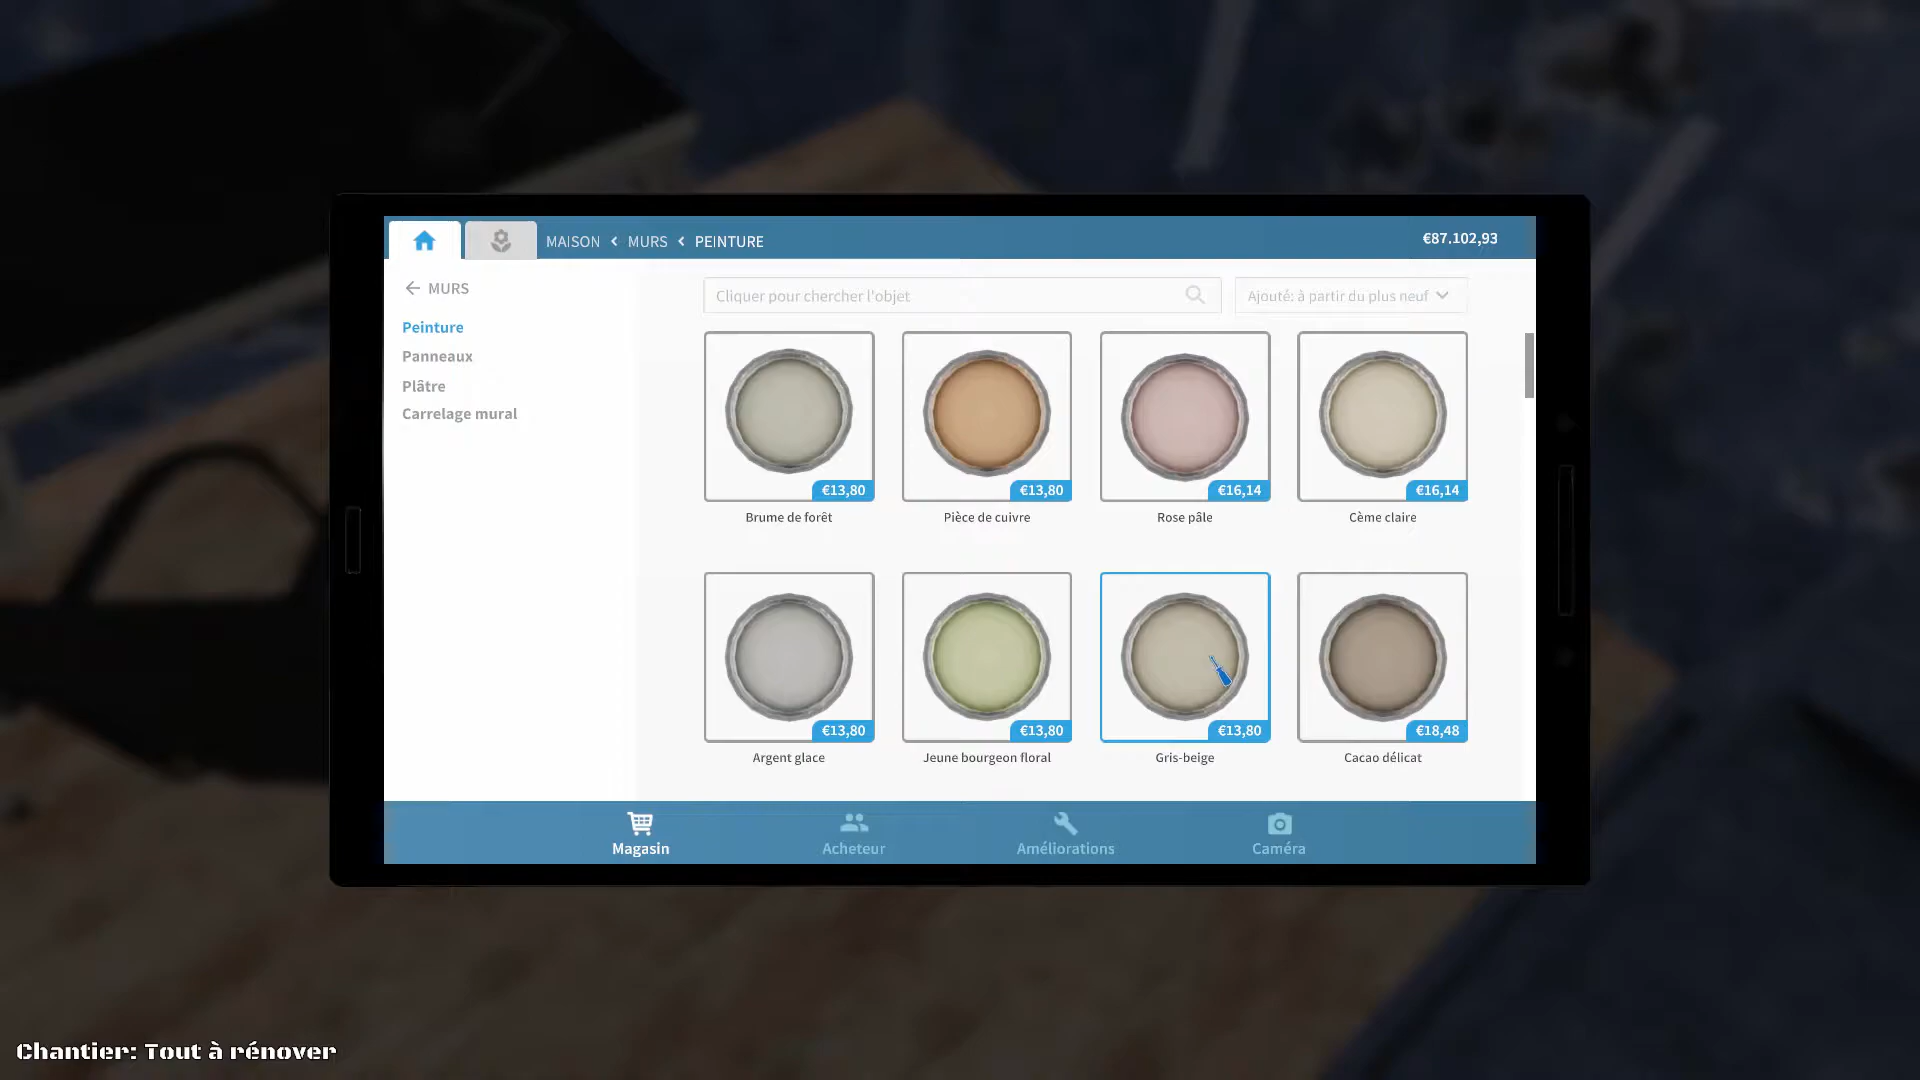 MAISON < MURS < PEINTURE
€87.102,93
MURS
Peinture
Panneaux
Plâtre
Carrelage mural
Cliquer pour chercher l'objet
Ajouté: à partir du plus neuf
€13,80
€13,80
€16,14
€16,14
Brume de forêt
Pièce de cuivre
Rose pâle
Cème claire
€13,80
€13,80
€13,80
€18,48
Argent glace
Jeune bourgeon floral
Gris-beige
Cacao délicat
Magasin
Acheteur
Améliorations
Caméra
Chantier: Tout à rénover